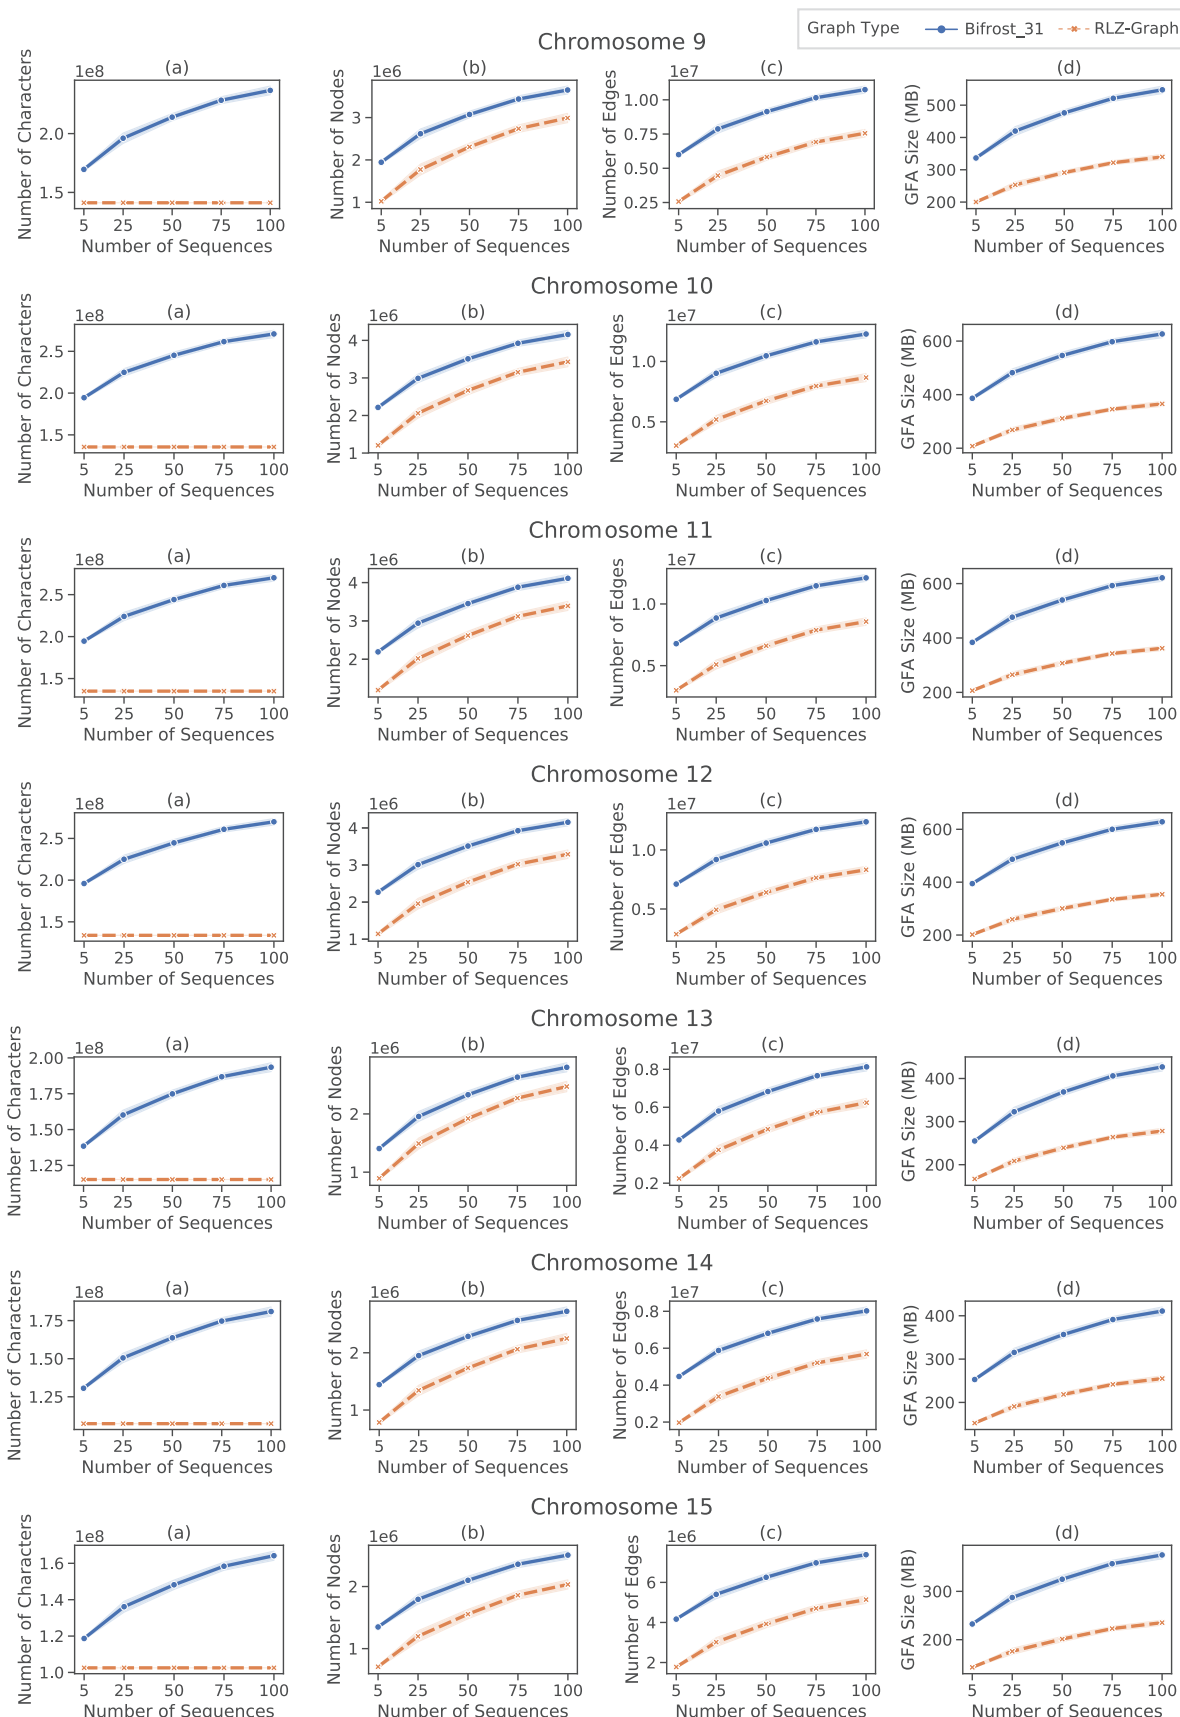 Graph Type Bifrost_31 RLZ-Graph
Chromosome 9
(a) (b) (c) (d)
1e8 1e6 1e7
Number of Characters Number of Nodes Number of Edges GFA Size (MB)
2.0 1.5
3 2 1
1.00 0.75 0.50 0.25
500 400 300 200
5 25 50 75 100 5 25 50 75 100 5 25 50 75 100 5 25 50 75 100
Number of Sequences Number of Sequences Number of Sequences Number of Sequences
Chromosome 10
(a) (b) (c) (d)
1e8 1e6 1e7
Number of Characters Number of Nodes Number of Edges GFA Size (MB)
2.5 2.0 1.5
4 3 2 1
1.0 0.5
600 400 200
5 25 50 75 100 5 25 50 75 100 5 25 50 75 100 5 25 50 75 100
Number of Sequences Number of Sequences Number of Sequences Number of Sequences
Chromosome 11
(a) (b) (c) (d)
1e8 1e6 1e7
Number of Characters Number of Nodes Number of Edges GFA Size (MB)
2.5 2.0 1.5
4 2
1.0 0.5
600 400 200
5 25 50 75 100 5 25 50 75 100 5 25 50 75 100 5 25 50 75 100
Number of Sequences Number of Sequences Number of Sequences Number of Sequences
Chromosome 12
(a) (b) (c) (d)
1e8 1e6 1e7
Number of Characters Number of Nodes Number of Edges GFA Size (MB)
2.5 2.0 1.5
4 3 2 1
1.0 0.5
600 400 200
5 25 50 75 100 5 25 50 75 100 5 25 50 75 100 5 25 50 75 100
Number of Sequences Number of Sequences Number of Sequences Number of Sequences
Chromosome 13
(a) (b) (c) (d)
1e8 1e6 1e7
Number of Characters Number of Nodes Number of Edges GFA Size (MB)
2.00 1.75 1.50 1.25
2 1
0.8 0.6 0.4 0.2
400 300 200
5 25 50 75 100 5 25 50 75 100 5 25 50 75 100 5 25 50 75 100
Number of Sequences Number of Sequences Number of Sequences Number of Sequences
Chromosome 14
(a) (b) (c) (d)
1e8 1e6 1e7
Number of Characters Number of Nodes Number of Edges GFA Size (MB)
1.75 1.50 1.25
2 1
0.8 0.6 0.4 0.2
400 300 200
5 25 50 75 100 5 25 50 75 100 5 25 50 75 100 5 25 50 75 100
Number of Sequences Number of Sequences Number of Sequences Number of Sequences
Chromosome 15
(a) (b) (c) (d)
1e8 1e6 1e6
Number of Characters Number of Nodes Number of Edges GFA Size (MB)
1.6 1.4 1.2 1.0
2 1
6 4 2
300 200
5 25 50 75 100 5 25 50 75 100 5 25 50 75 100 5 25 50 75 100
Number of Sequences Number of Sequences Number of Sequences Number of Sequences